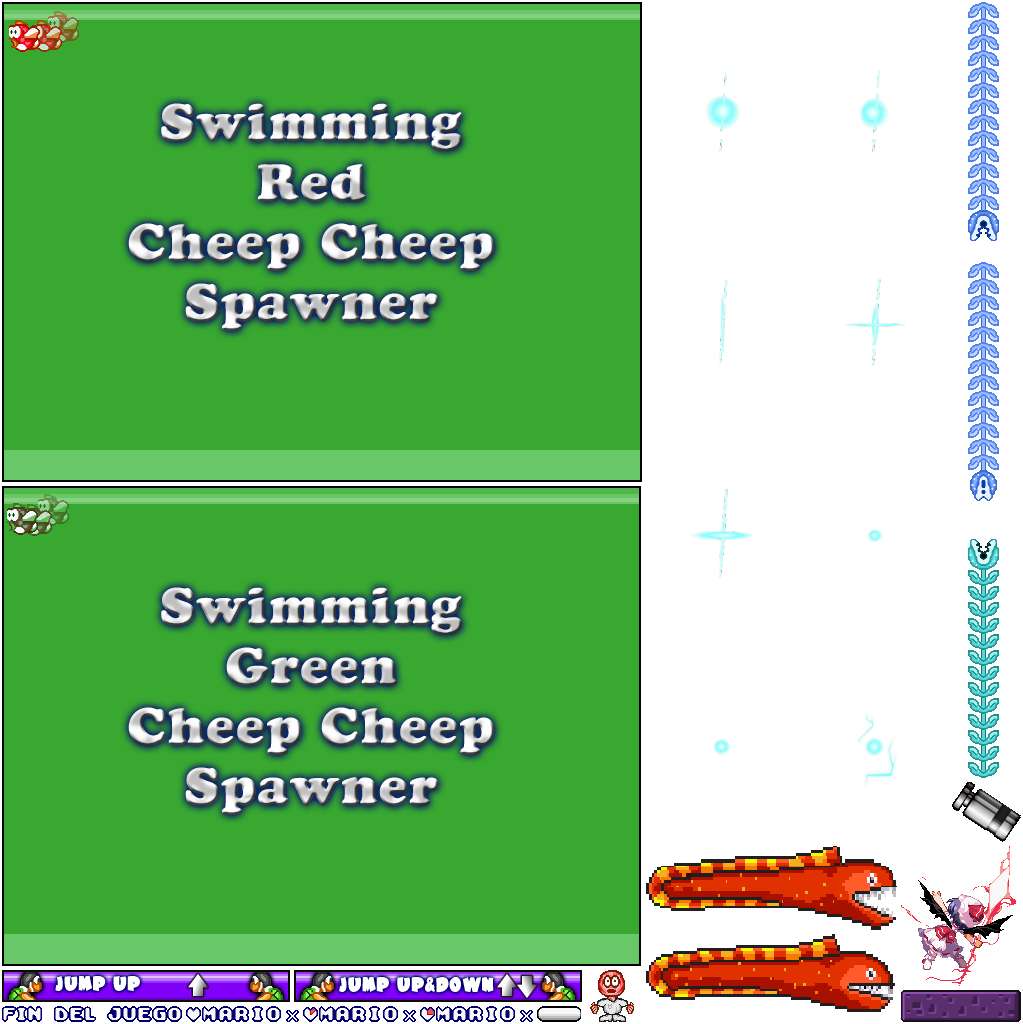 Swimming
Red
Cheep Cheep
Spawner
Swimming
Green
Cheep Cheep
Spawner
JUMP UP
JUMP UP&DOWN
FIN DEL JUEGO♡MARIO×♡MARIO×♡MARIO×